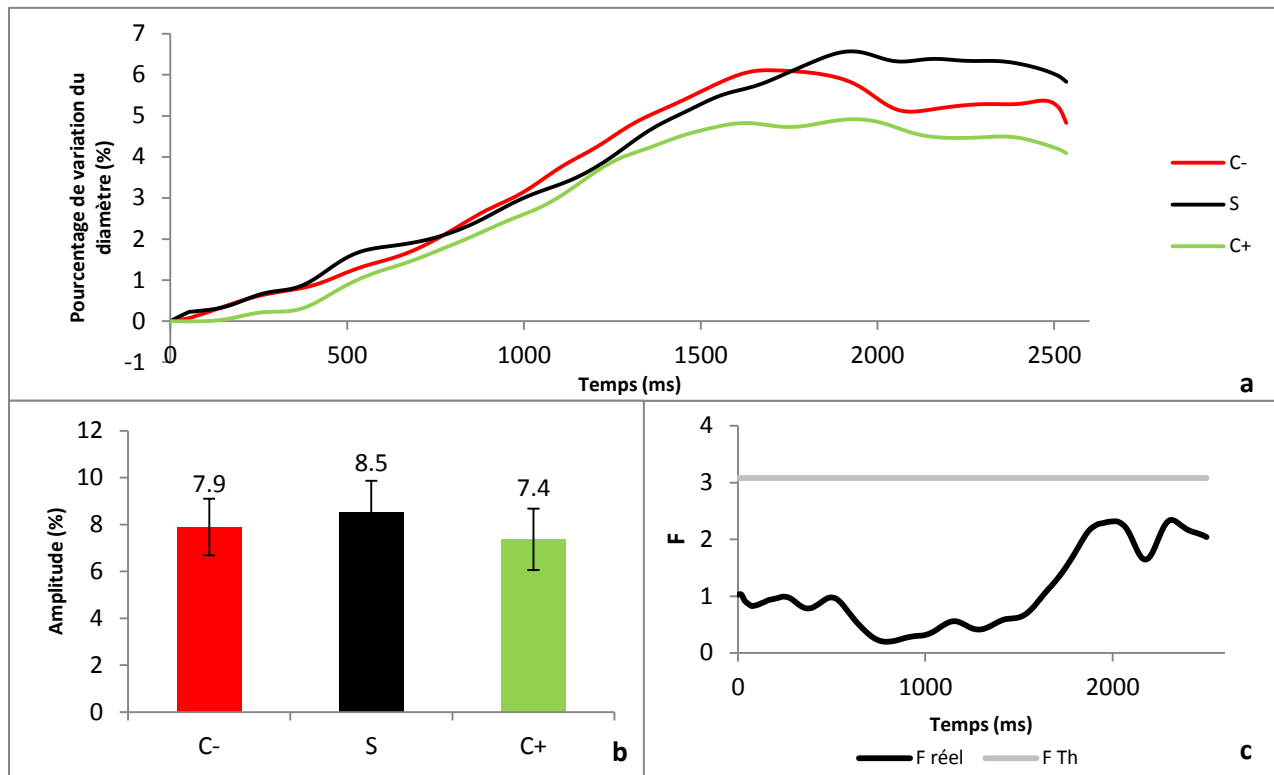 Pourcentage de variation du
diamètre (%)
7
6
5
4
3
2
1
0
-1
0
500
1000
1500
2000
2500
Temps (ms)
C-
S
C+
a
Amplitude (%)
12
10
8
6
4
2
0
7.9
8.5
7.4
C-
S
C+
b
F
4
3
2
1
0
0
1000
2000
Temps (ms)
F réel
F Th
c